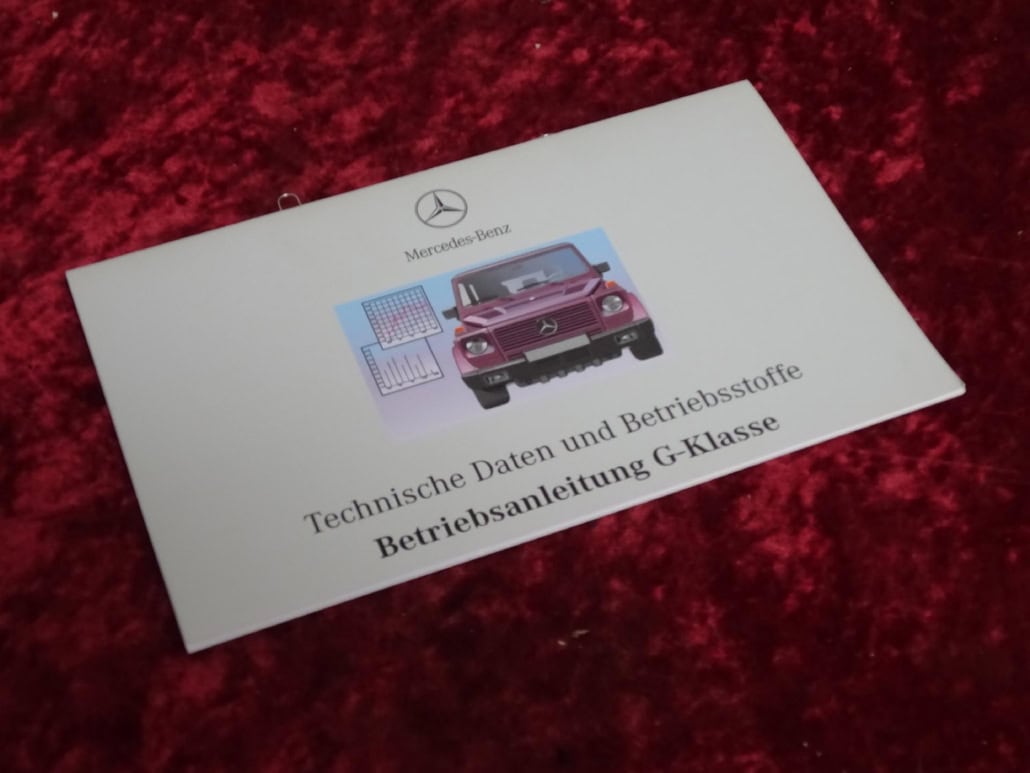 Mercedes-Benz
Technische Daten und Betriebsstoffe
Betriebsanleitung G-Klasse